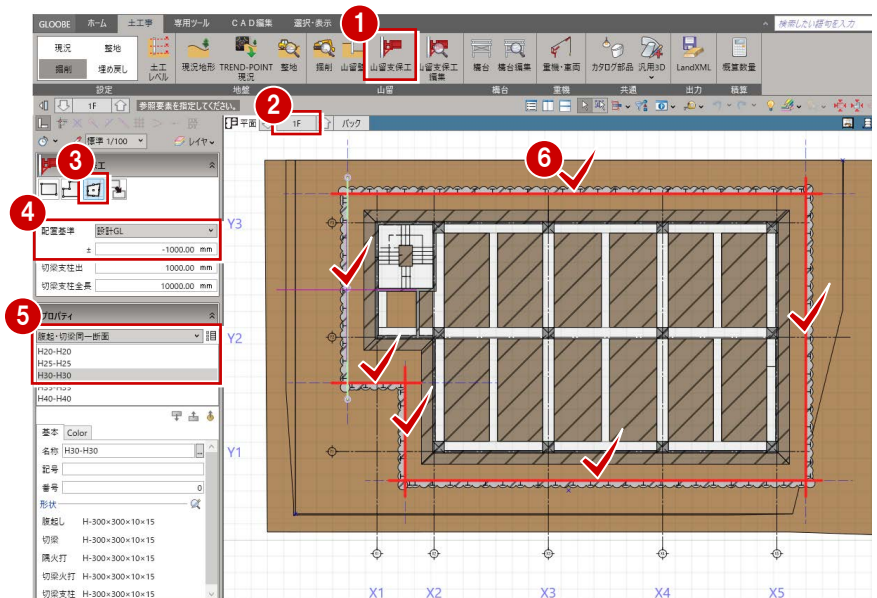 GLOOBE ホーム 土工事 専用ツール CAD編集 選択・表示 1 検索したい語句を入力
現況 整地
掘削 埋め戻し
土工レベル 現況地形 TREND-POINT現況 整地 掘削 山留壁 山留支保工 山留支保工編集 構台 構台編集 重機・車両 カタログ部品 汎用3D LandXML 概算数量
設定 地盤 山留 構台 重機 共通 出力 積算
1F 参照要素を指定してください。 2
標準 1/100 レイヤ
平面 1F バック
3 工
4
配置基準 設計GL
± -1000.00 mm
切梁支柱出 1000.00 mm
切梁支柱全長 10000.00 mm
5 プロパティ
腹起・切梁同一断面
H20-H20
H25-H25
H30-H30
H35-H35
H40-H40
基本 Color
名称 H30-H30
記号
番号 0
形状
腹起し H-300×300×10×15
切梁 H-300×300×10×15
隅火打 H-300×300×10×15
切梁火打 H-300×300×10×15
切梁支柱 H-300×300×10×15
6
Y3
Y2
Y1
X1 X2 X3 X4 X5